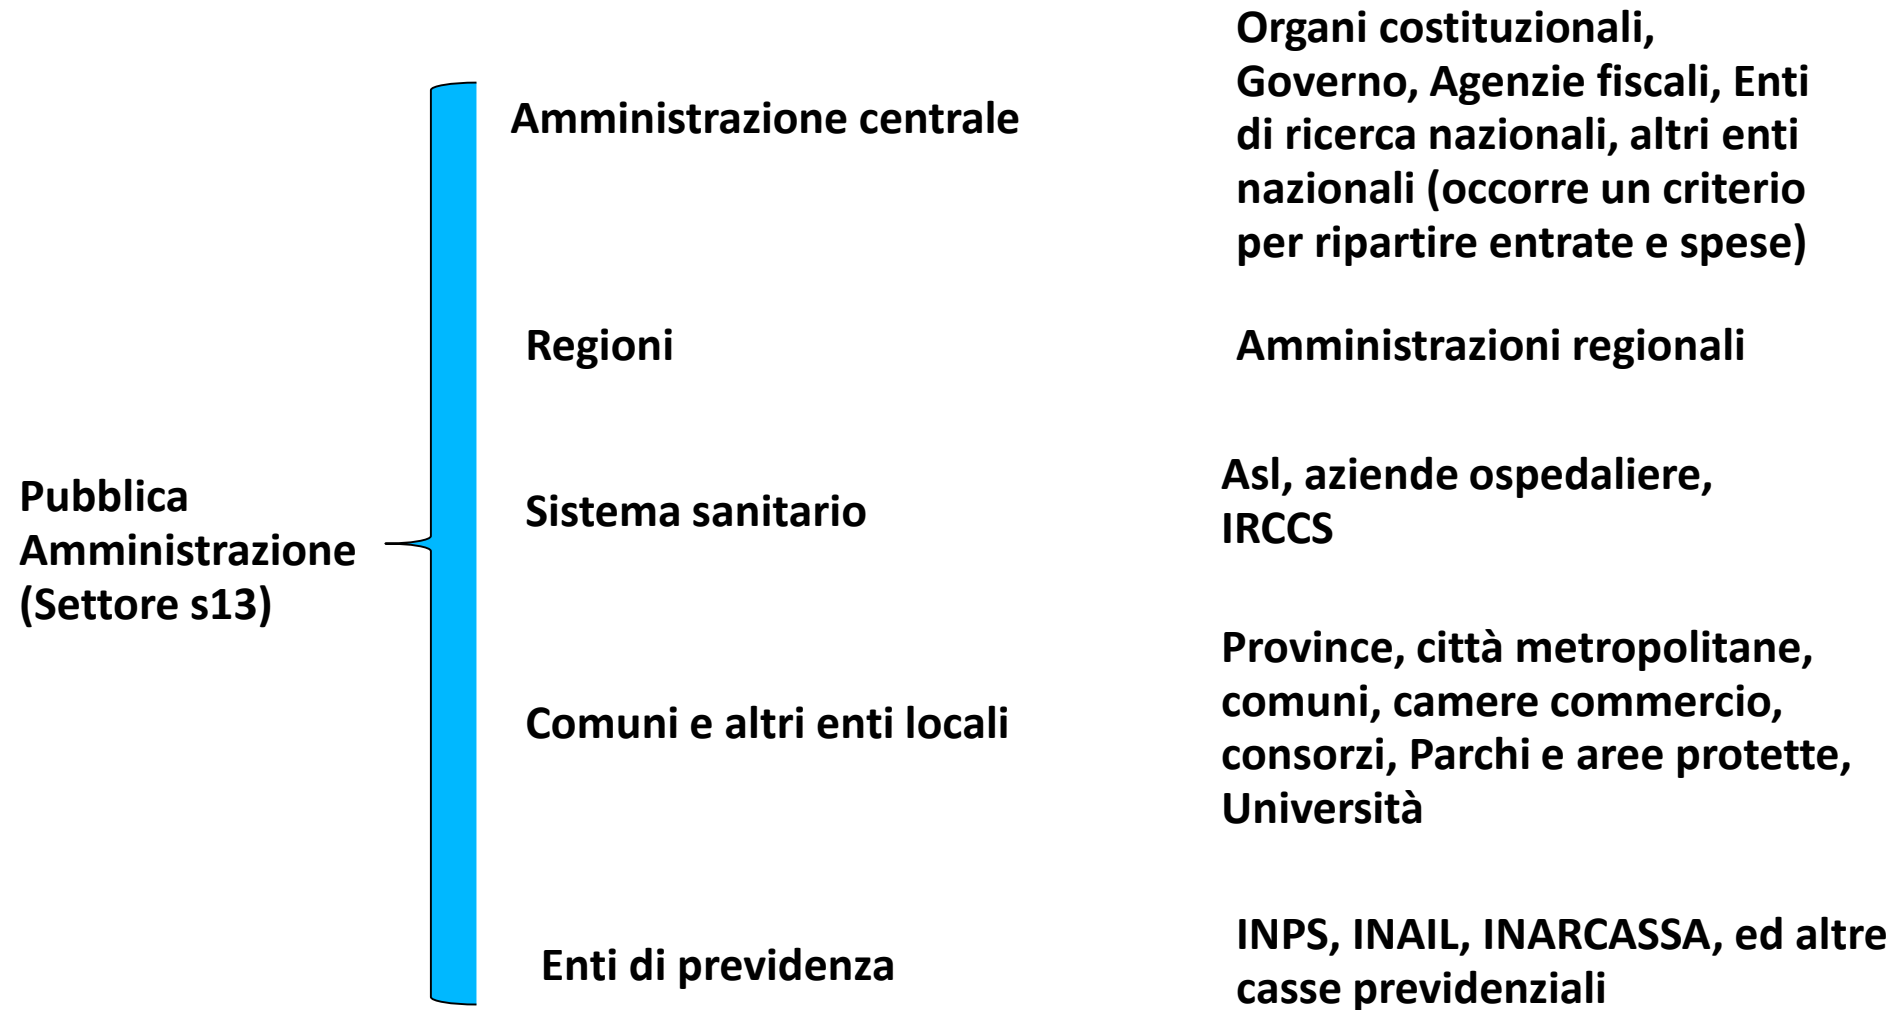 Pubblica
Amministrazione
(Settore s13)
Amministrazione centrale
Organi costituzionali,
Governo, Agenzie fiscali, Enti
di ricerca nazionali, altri enti
nazionali (occorre un criterio
per ripartire entrate e spese)
Regioni
Amministrazioni regionali
Sistema sanitario
Asl, aziende ospedaliere,
IRCCS
Comuni e altri enti locali
Province, città metropolitane,
comuni, camere commercio,
consorzi, Parchi e aree protette,
Università
Enti di previdenza
INPS, INAIL, INARCASSA, ed altre
casse previdenziali